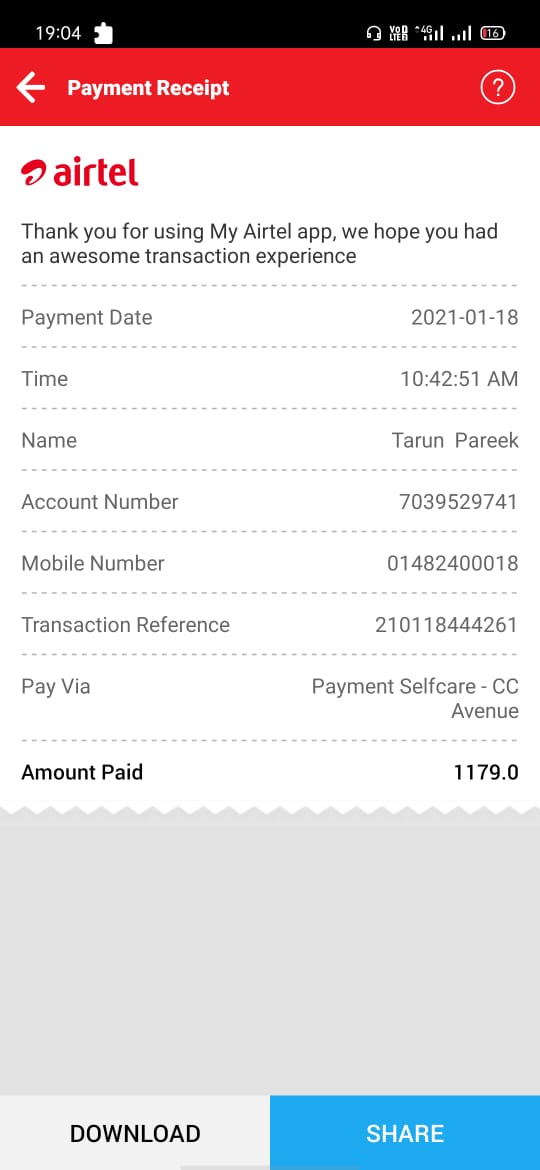 19:04 VoD LTE 4G 16
Payment Receipt ?
airtel
Thank you for using My Airtel app, we hope you had
an awesome transaction experience
Payment Date 2021-01-18
Time 10:42:51 AM
Name Tarun Pareek
Account Number 7039529741
Mobile Number 01482400018
Transaction Reference 210118444261
Pay Via Payment Selfcare - CC
Avenue
Amount Paid 1179.0
DOWNLOAD SHARE